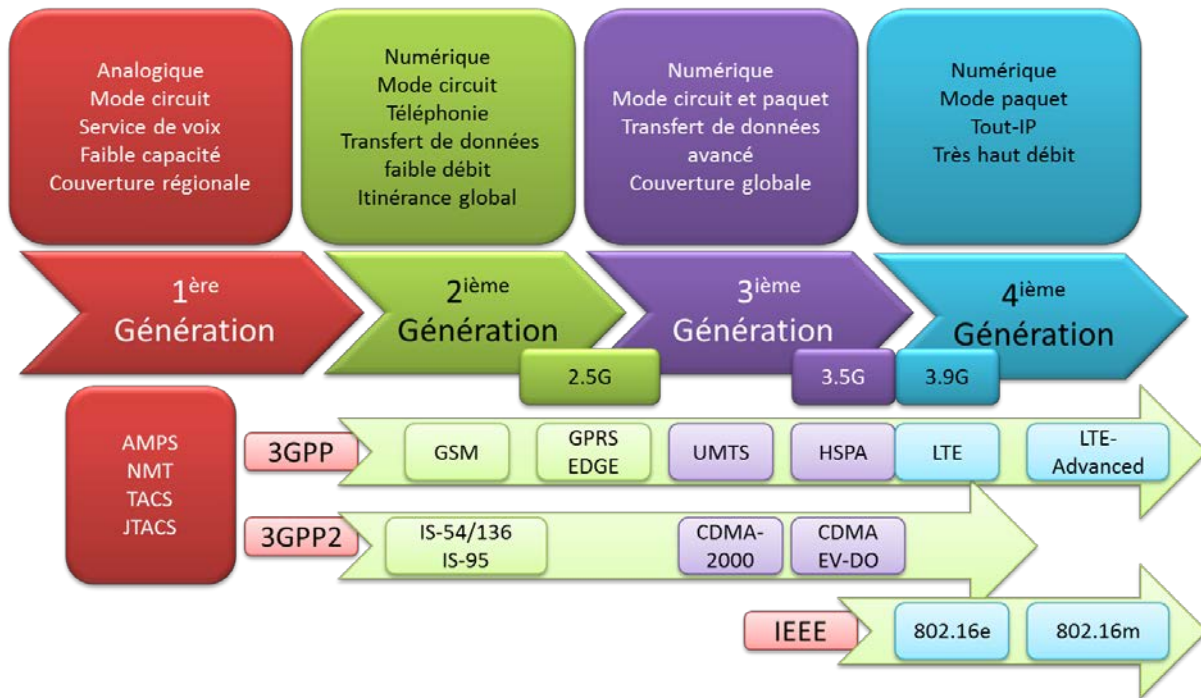 Analogique
Mode circuit
Service de voix
Faible capacité
Couverture régionale
Numérique
Mode circuit
Téléphonie
Transfert de données
faible débit
Itinérance global
Numérique
Mode circuit et paquet
Transfert de données
avancé
Couverture globale
Numérique
Mode paquet
Tout-IP
Très haut débit
1ère
Génération
2ième
Génération
3ième
Génération
4ième
Génération
2.5G
3.5G
3.9G
AMPS
NMT
TACS
JTACS
3GPP
GSM
GPRS
EDGE
UMTS
HSPA
LTE
LTE-
Advanced
3GPP2
IS-54/136
IS-95
CDMA-
2000
CDMA
EV-DO
IEEE
802.16e
802.16m